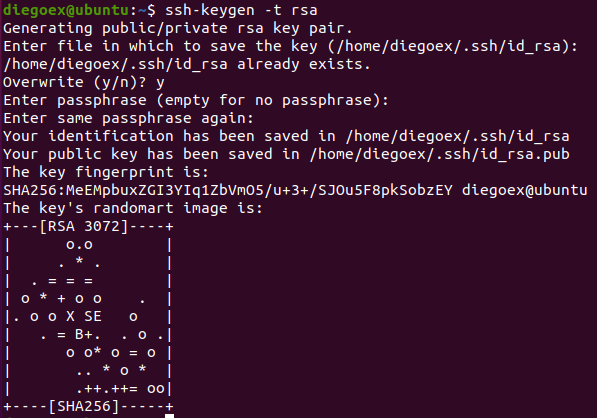 diegoex@ubuntu:~$ ssh-keygen -t rsa
Generating public/private rsa key pair.
Enter file in which to save the key (/home/diegoex/.ssh/id_rsa):
/home/diegoex/.ssh/id_rsa already exists.
Overwrite (y/n)? y
Enter passphrase (empty for no passphrase):
Enter same passphrase again:
Your identification has been saved in /home/diegoex/.ssh/id_rsa
Your public key has been saved in /home/diegoex/.ssh/id_rsa.pub
The key fingerprint is:
SHA256:MeEMpbuxZGI3YIq1ZbVmO5/u+3+/SJOu5F8pkSobzEY diegoex@ubuntu
The key's randomart image is:
+---[RSA 3072]----+
|      o.o        |
|     . * .       |
|  . = = =        |
| o * + o o    .  |
|. o o X SE   o   |
|   . = B+.  . o .|
|      o o* o = o |
|       .. * o *  |
|       .++.++= oo|
+----[SHA256]-----+